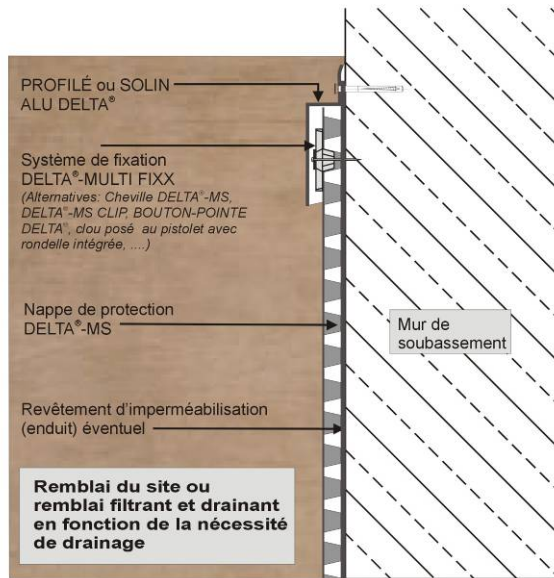 PROFILÉ ou SOLIN
ALU DELTA®
Système de fixation
DELTA®-MULTI FIXX
(Alternatives: Cheville DELTA®-MS,
DELTA®-MS CLIP, BOUTON-POINTE
DELTA®, clou posé au pistolet avec
rondelle intégrée, ....)
Nappe de protection
DELTA®-MS
Mur de
soubassement
Revêtement d'imperméabilisation
(enduit) éventuel
Remblai du site ou
remblai filtrant et drainant
en fonction de la nécessité
de drainage